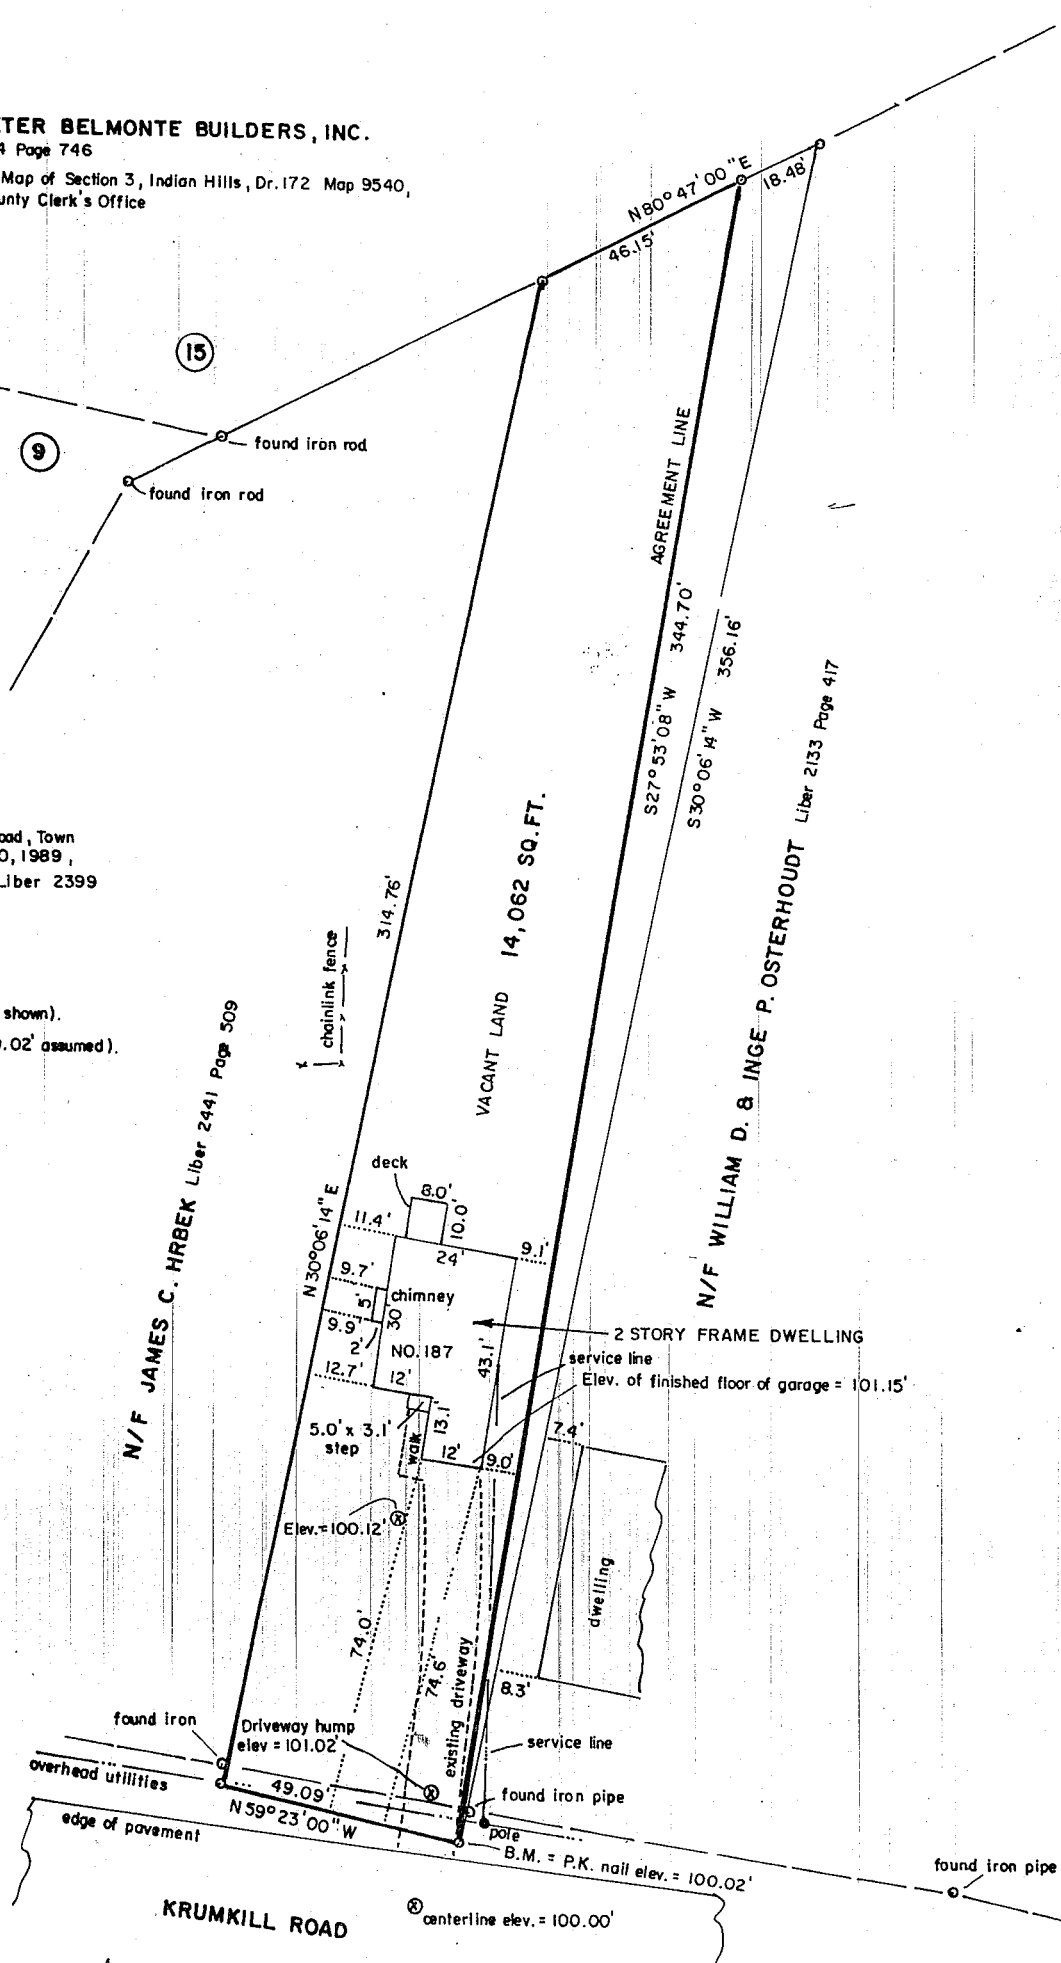 TER BELMONTE BUILDERS, INC.
4 Page 746
Map of Section 3, Indian Hills, Dr. 172 Map 9540,
unty Clerk's Office
N 80° 47' 00" E
18.48'
46.15'
15
found iron rod
9
found iron rod
AGREEMENT LINE
S 27° 53' 08" W 344.70'
S 30° 06' 14" W 356.16'
N/F WILLIAM D. & INGE P. OSTERHOUDT Liber 2133 Page 417
oad, Town
0, 1989,
Liber 2399
314.76'
VACANT LAND 14,062 SQ. FT.
chainlink fence
shown).
.02' assumed).
N/F JAMES C. HRBEK Liber 2441 Page 509
N 30° 06' 14" E
deck
8.0'
10.0'
11.4'
24'
9.1'
9.7'
5'
chimney
30'
9.9'
2'
2 STORY FRAME DWELLING
NO. 187
43.1'
service line
12.7'
12'
Elev. of finished floor of garage = 101.15'
5.0' x 3.1'
step
walk
13.1'
12'
9.0'
7.4'
Elev. = 100.12'
dwelling
74.0'
74.6'
existing driveway
8.3'
found iron
Driveway hump
elev = 101.02
service line
overhead utilities
49.09'
found iron pipe
N 59° 23' 00" W
edge of pavement
pole
B.M. = P.K. nail elev. = 100.02'
found iron pipe
KRUMKILL ROAD
centerline elev. = 100.00'